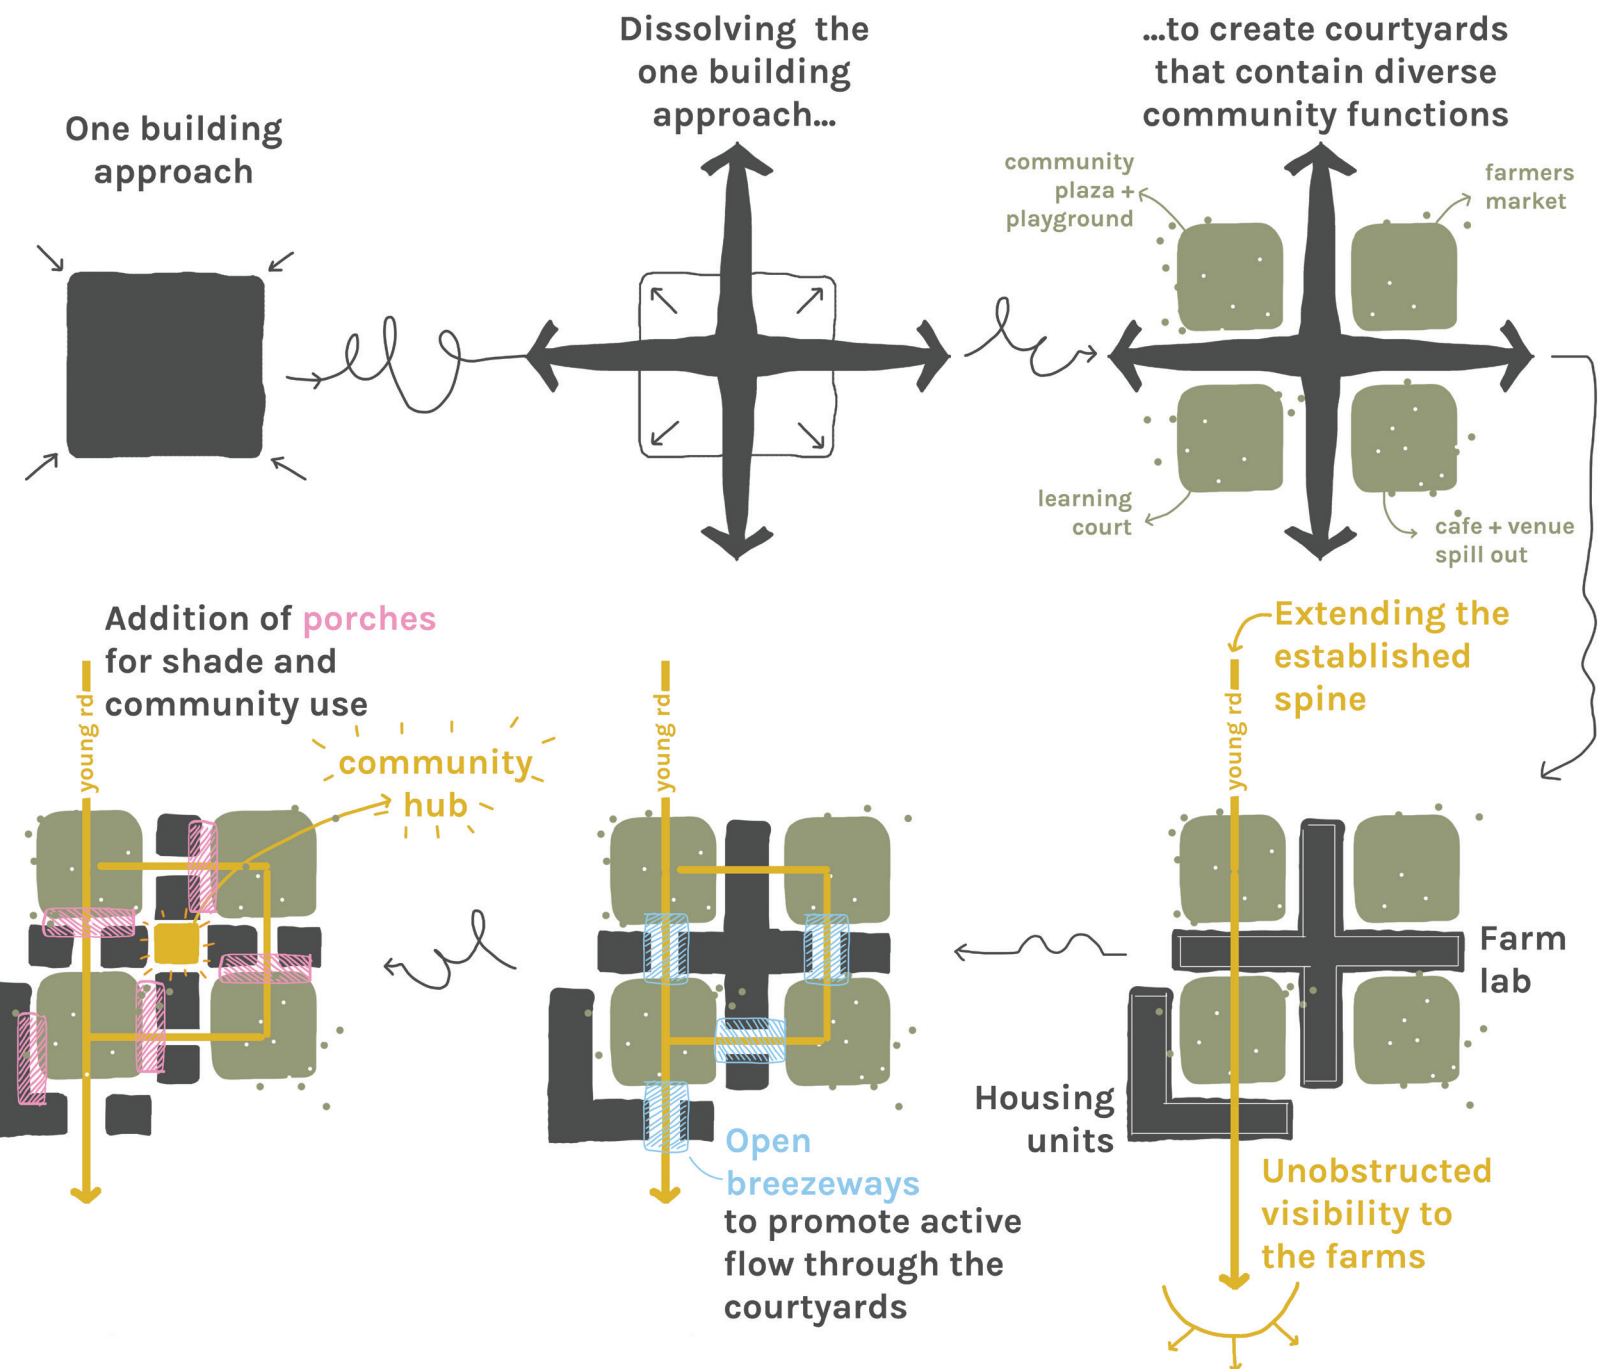 One building
approach
Dissolving the
one building
approach...
...to create courtyards
that contain diverse
community functions
community
plaza +
playground
farmers
market
learning
court
cafe + venue
spill out
Extending the
established
spine
young rd
Farm
lab
Housing
units
Unobstructed
visibility to
the farms
young rd
Open
breezeways
to promote active
flow through the
courtyards
Addition of porches
for shade and
community use
young rd
community
hub